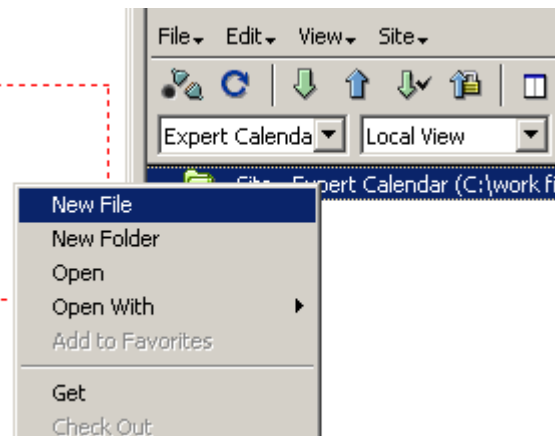 File Edit View Site
Expert Calenda Local View
Site - Expert Calendar (C:\work fi
New File
New Folder
Open
Open With
Add to Favorites
Get
Check Out